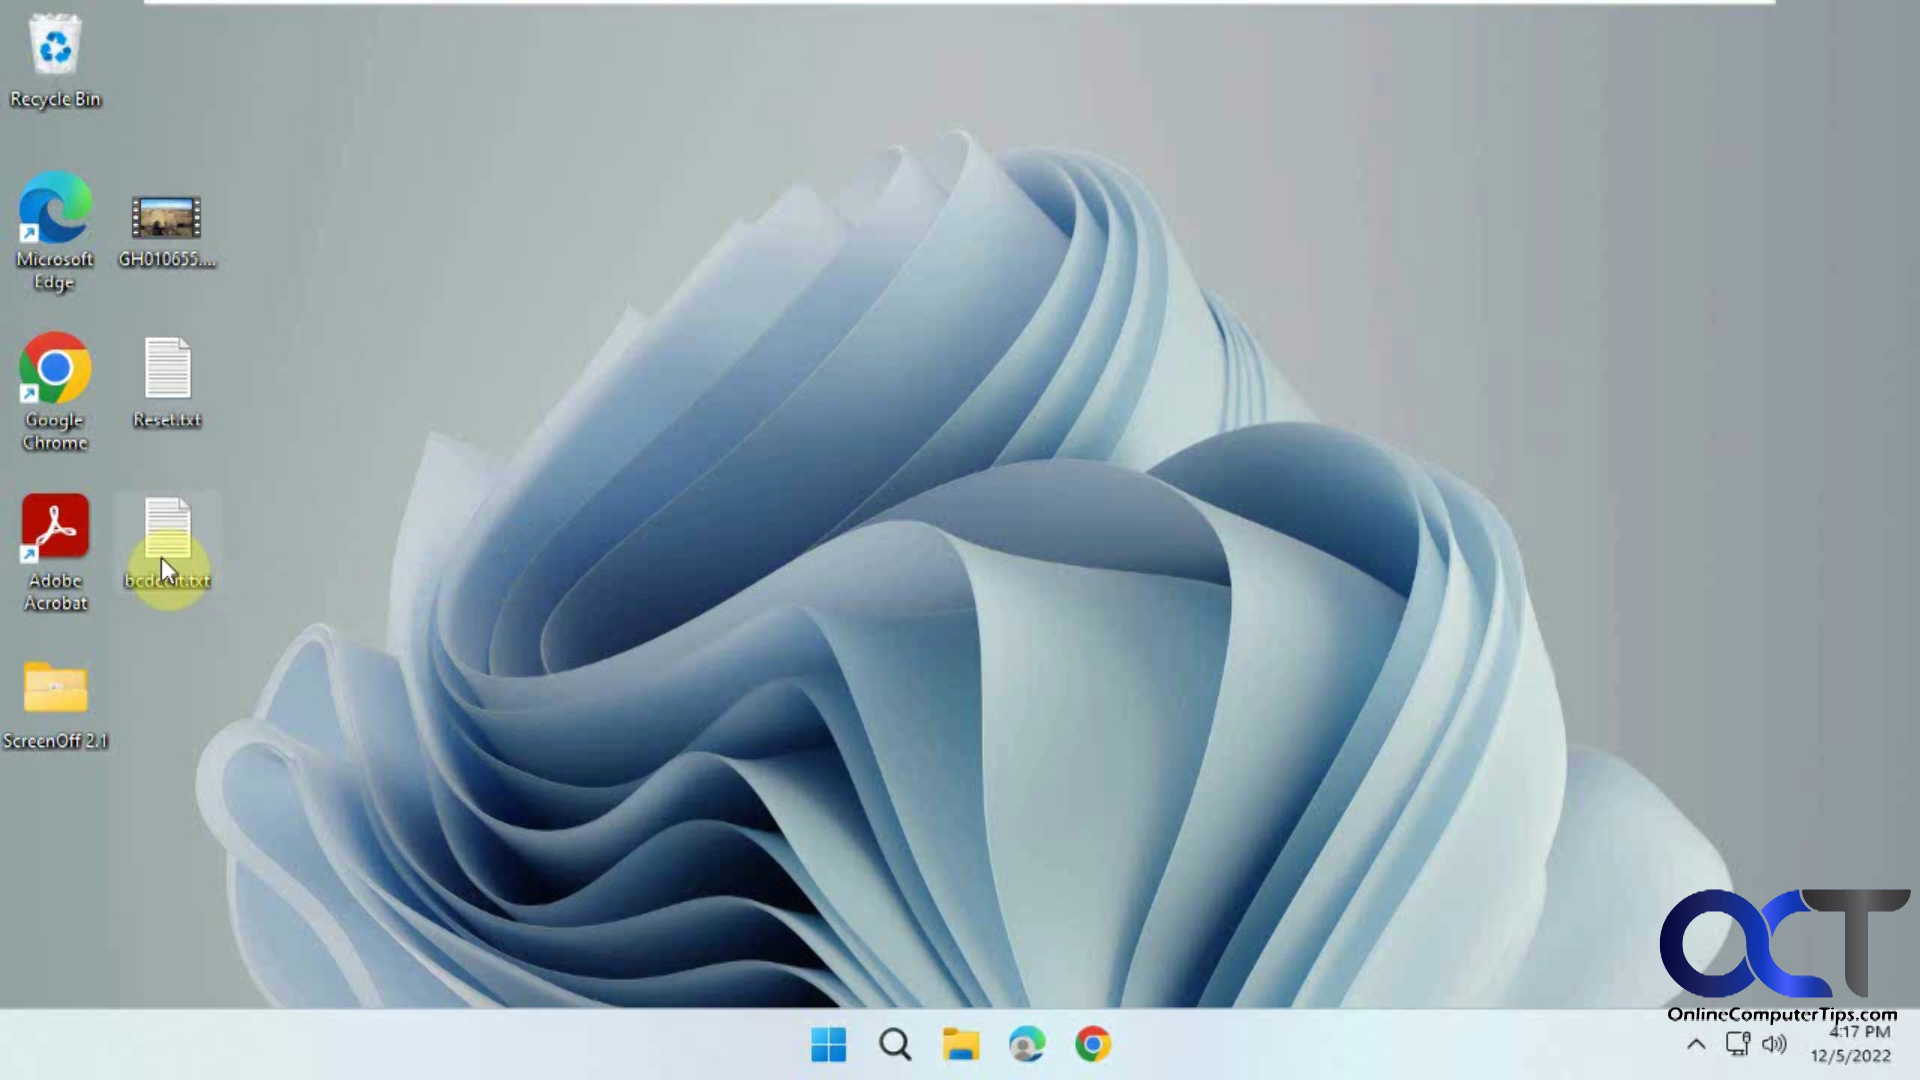 Recycle Bin
Microsoft
Edge
GH010655....
Google
Chrome
Reset.txt
Adobe
Acrobat
ScreenOff 2.1
OCT
OnlineComputerTips.com
4:17 PM
12/5/2022